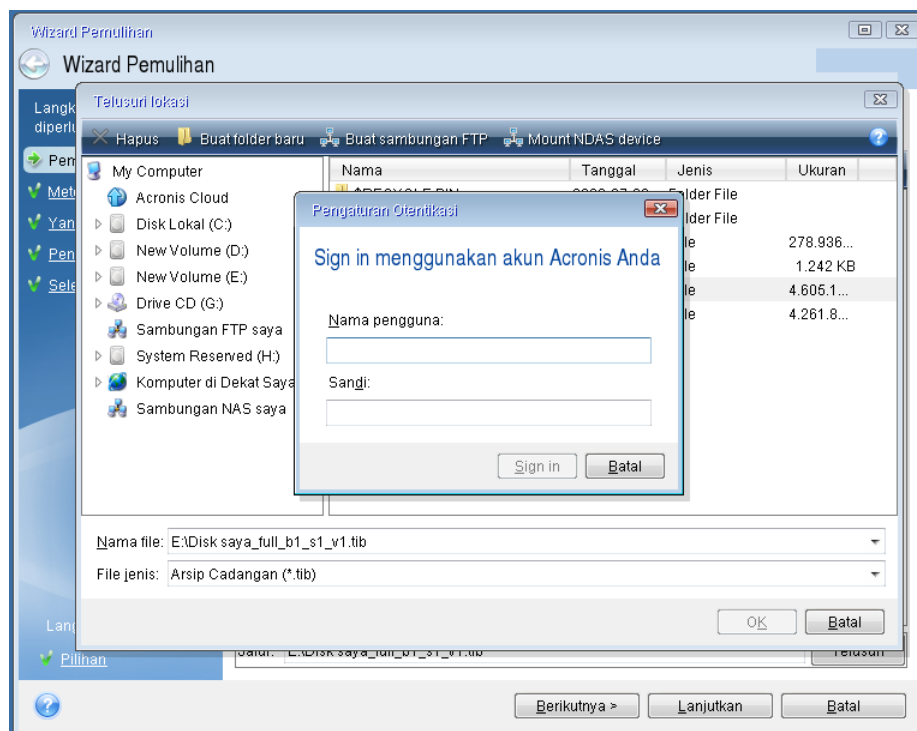 Wizard Pemulihan
Wizard Pemulihan
Telusuri lokasi
Hapus Buat folder baru Buat sambungan FTP Mount NDAS device
My Computer
Acronis Cloud
Disk Lokal (C:)
New Volume (D:)
New Volume (E:)
Drive CD (G:)
Sambungan FTP saya
System Reserved (H:)
Komputer di Dekat Saya
Sambungan NAS saya
Nama Tanggal Jenis Ukuran
lder File
lder File
le 278.936...
le 1.242 KB
le 4.605.1...
le 4.261.8...
Pengaturan Otentikasi
Sign in menggunakan akun Acronis Anda
Nama pengguna:
Sandi:
Sign in Batal
Nama file: E:\Disk saya_full_b1_s1_v1.tib
File jenis: Arsip Cadangan (*.tib)
OK Batal
Langk
diperlu
Pem
Met
Yan
Pen
Sele
Lang
Pilihan
Berikutnya > Lanjutkan Batal